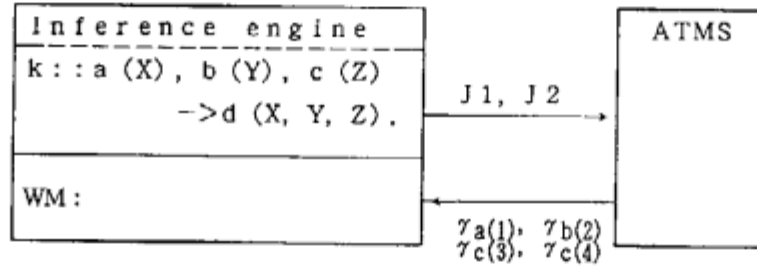 Inference engine
k::a (X), b (Y), c (Z)
->d (X, Y, Z).
WM:
J1, J2
ATMS
γa(1), γb(2)
γc(3), γc(4)